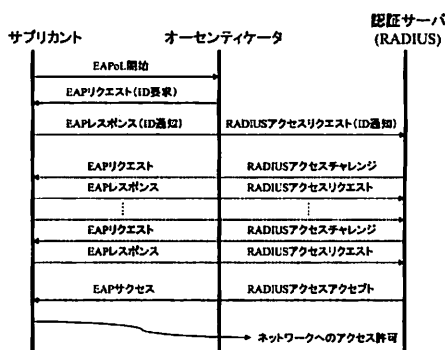 認証サーバ
サプリカント オーセンティケータ (RADIUS)
EAPoL開始
EAPリクエスト(ID要求)
EAPレスポンス(ID通知) RADIUSアクセスリクエスト(ID通知)
EAPリクエスト RADIUSアクセスチャレンジ
EAPレスポンス RADIUSアクセスリクエスト
EAPリクエスト RADIUSアクセスチャレンジ
EAPレスポンス RADIUSアクセスリクエスト
EAPサクセス RADIUSアクセスアクセプト
ネットワークへのアクセス許可